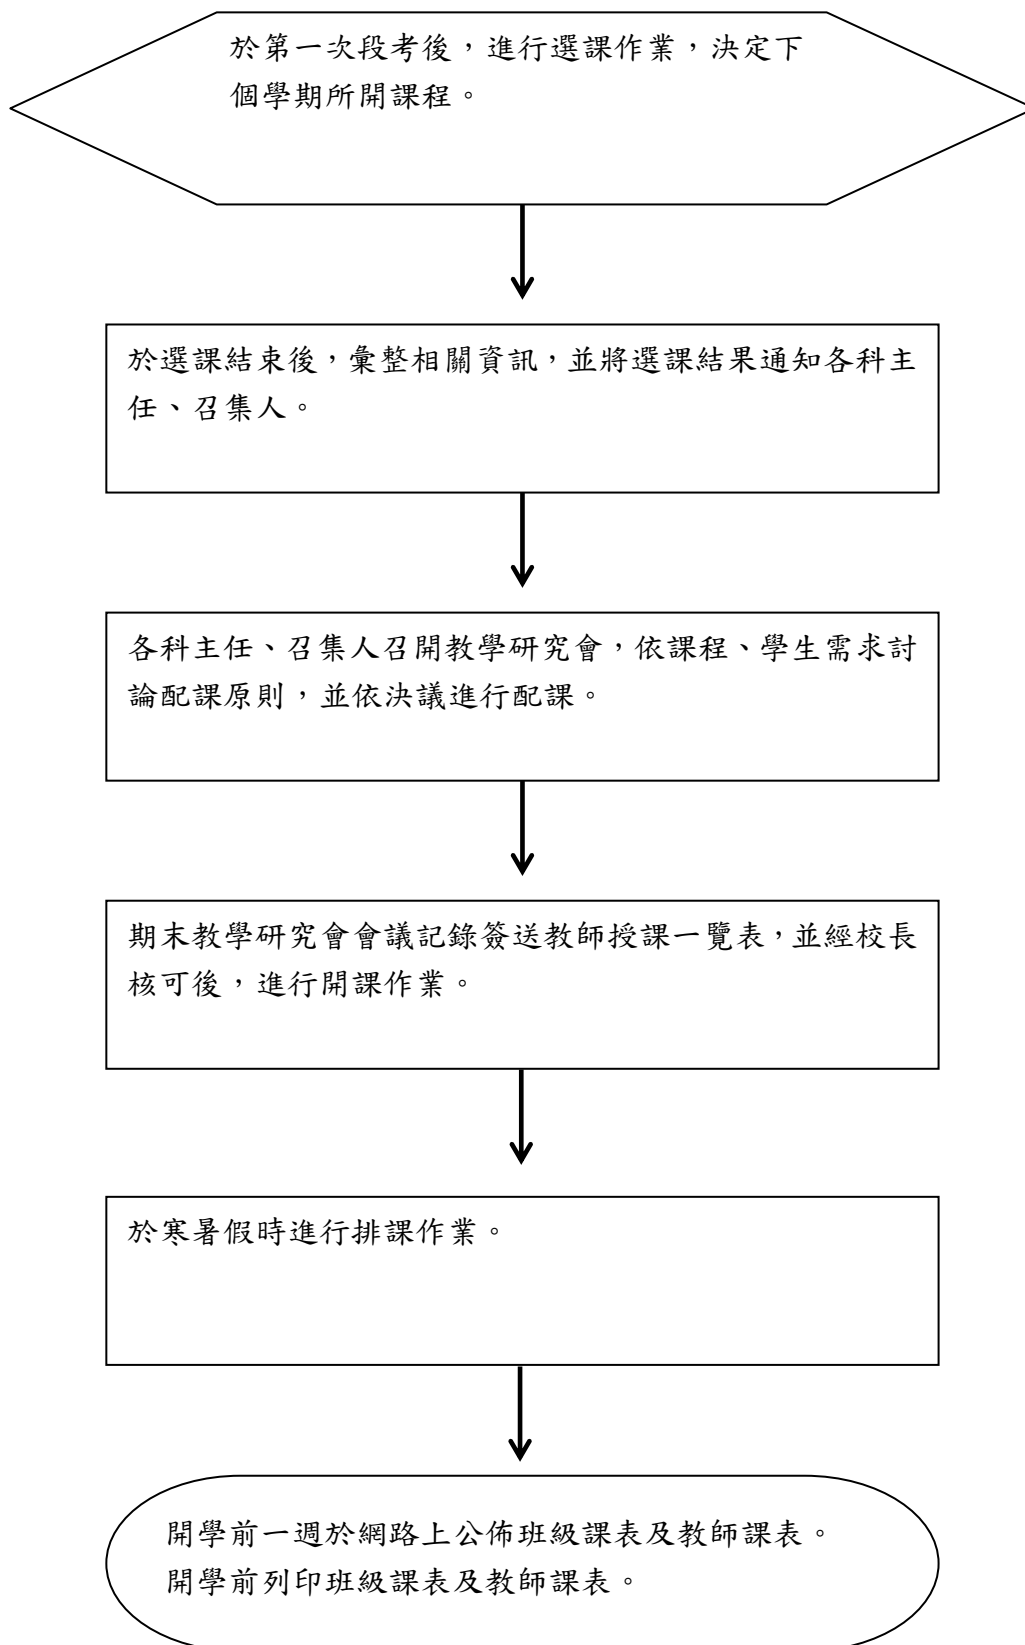 於第一次段考後，進行選課作業，決定下
個學期所開課程。
於選課結束後，彙整相關資訊，並將選課結果通知各科主
任、召集人。
各科主任、召集人召開教學研究會，依課程、學生需求討
論配課原則，並依決議進行配課。
期末教學研究會會議記錄簽送教師授課一覽表，並經校長
核可後，進行開課作業。
於寒暑假時進行排課作業。
開學前一週於網路上公佈班級課表及教師課表。
開學前列印班級課表及教師課表。